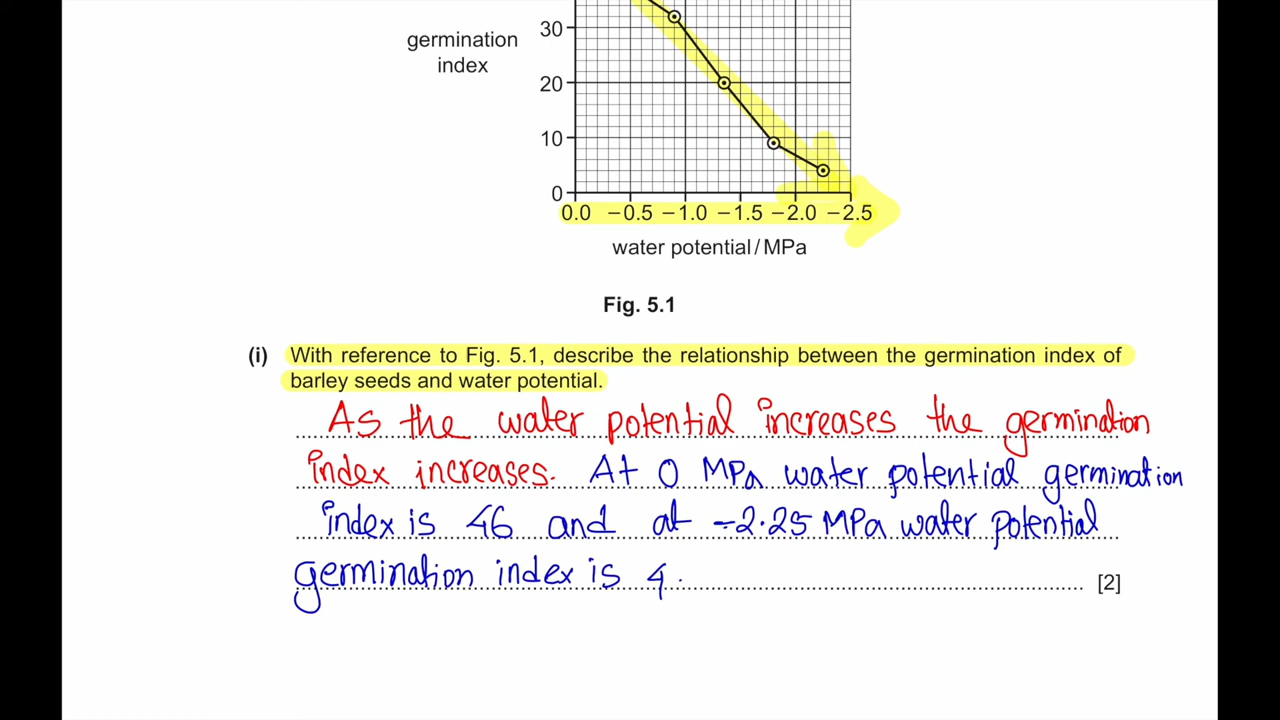 30
germination
index
20
10
0
0.0 −0.5 −1.0 −1.5 −2.0 −2.5
water potential / MPa
Fig. 5.1
(i) With reference to Fig. 5.1, describe the relationship between the germination index of
barley seeds and water potential.
As the water potential increases the germination
index increases. At 0 MPa water potential germination
index is 46 and at -2.25 MPa water potential
germination index is 4. [2]